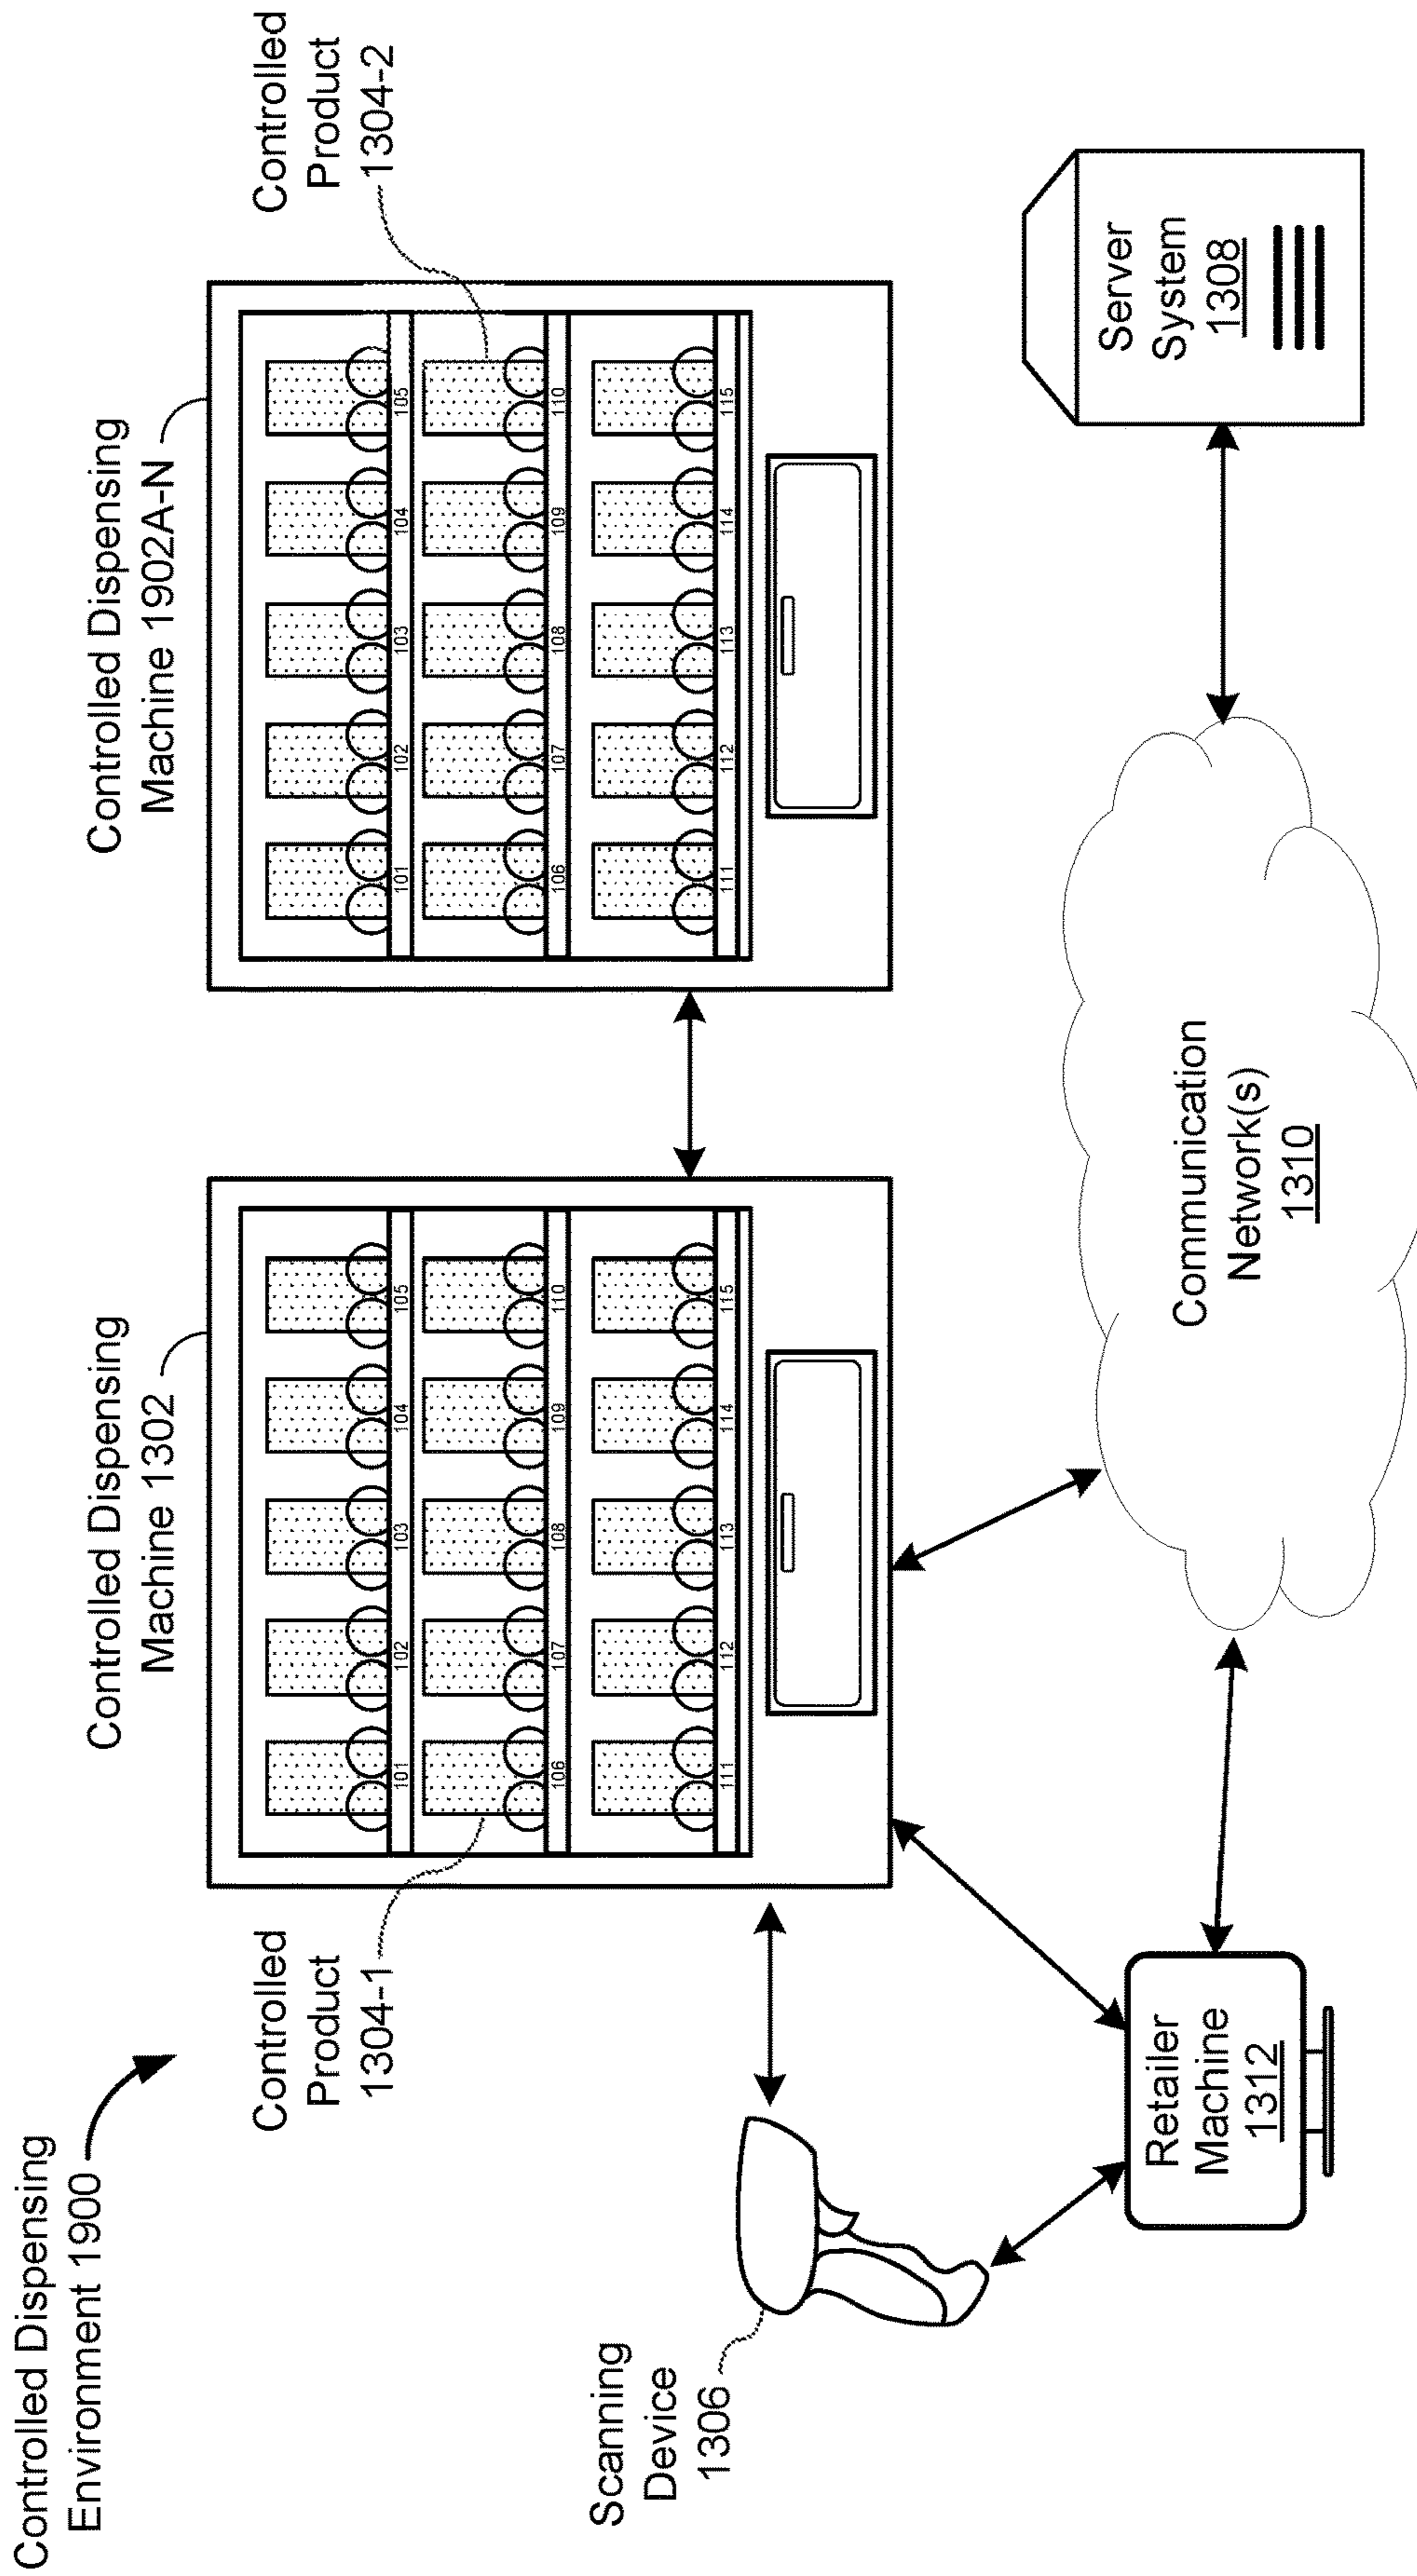 Controlled Dispensing
Environment 1900
Controlled Dispensing
Machine 1302
Controlled Dispensing
Machine 1902A-N
Controlled
Product
1304-1
101 102 103 104 105
106 107 108 109 110
111 112 113 114 115
101 102 103 104 105
106 107 108 109 110
111 112 113 114 115
Controlled
Product
1304-2
Scanning
Device
1306
Retailer
Machine
1312
Communication
Network(s)
1310
Server
System
1308